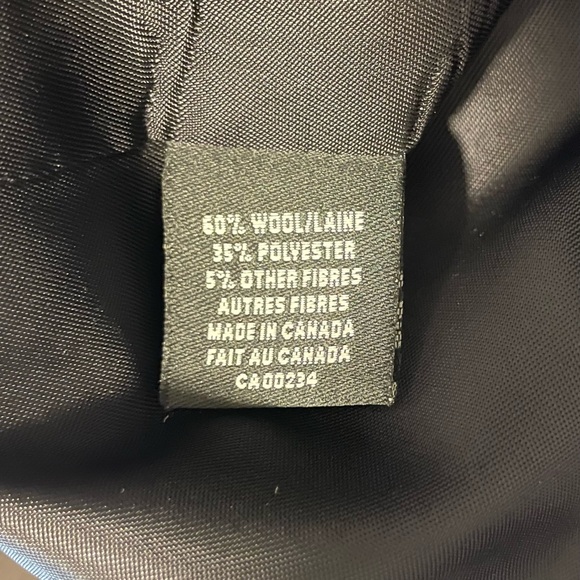 60% WOOL/LAINE
35% POLYESTER
5% OTHER FIBRES
AUTRES FIBRES
MADE IN CANADA
FAIT AU CANADA
CA00234